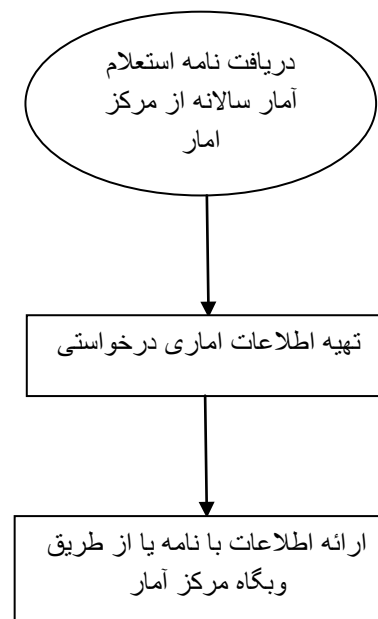 دریافت نامه استعلام
آمار سالانه از مرکز
امار
تهیه اطلاعات اماری درخواستی
ارائه اطلاعات با نامه یا از طریق
وبگاه مرکز آمار